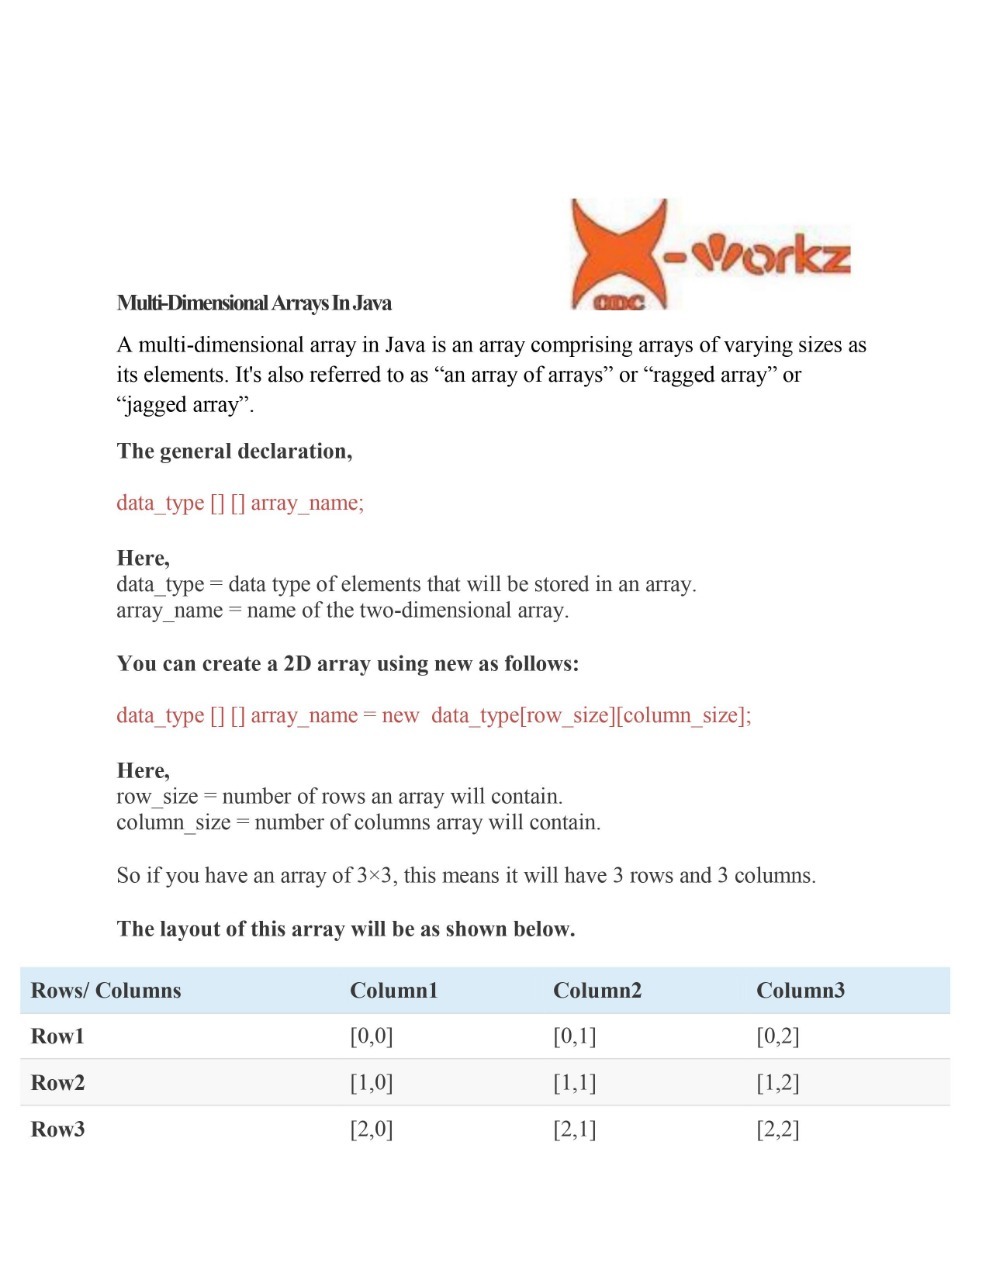 X-workz
ODC
Multi-Dimensional Arrays In Java
A multi-dimensional array in Java is an array comprising arrays of varying sizes as
its elements. It's also referred to as “an array of arrays” or “ragged array” or
“jagged array”.
The general declaration,
data_type [] [] array_name;
Here,
data_type = data type of elements that will be stored in an array.
array_name = name of the two-dimensional array.
You can create a 2D array using new as follows:
data_type [] [] array_name = new  data_type[row_size][column_size];
Here,
row_size = number of rows an array will contain.
column_size = number of columns array will contain.
So if you have an array of 3×3, this means it will have 3 rows and 3 columns.
The layout of this array will be as shown below.
Rows/ Columns Column1 Column2 Column3
Row1 [0,0] [0,1] [0,2]
Row2 [1,0] [1,1] [1,2]
Row3 [2,0] [2,1] [2,2]